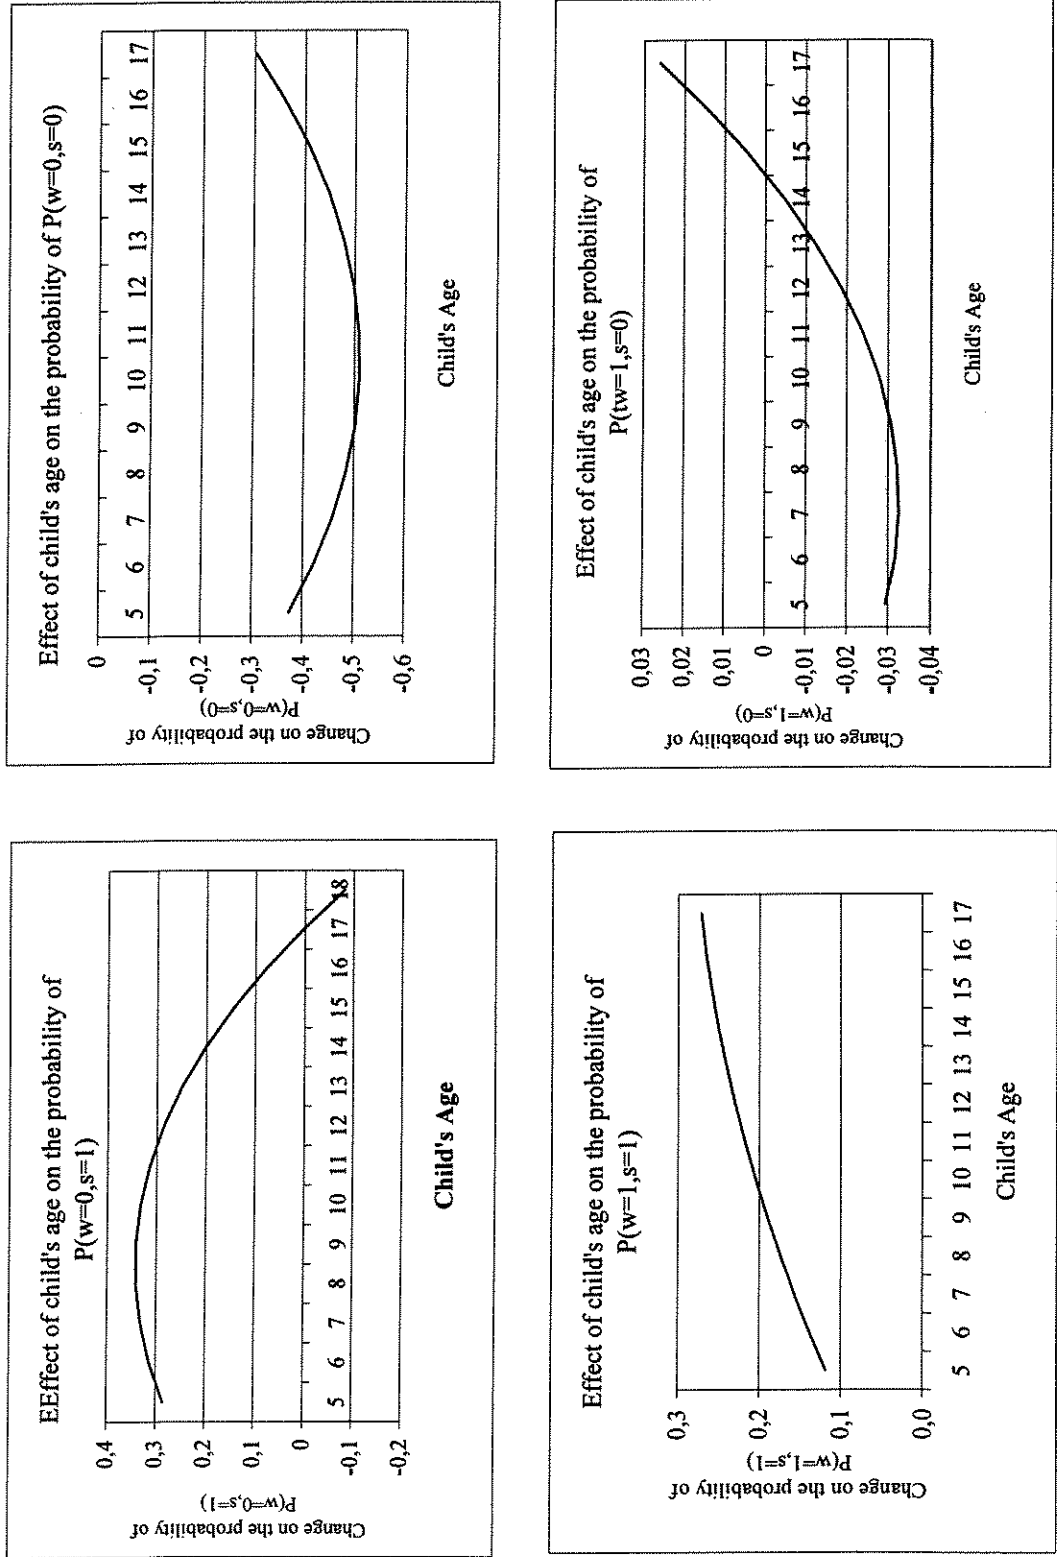 EEffect of child's age on the probability of
P(w=0,s=1)
Change on the probability of
P(w=0,s=1)
0,4
0,3
0,2
0,1
0
-0,1
-0,2
5 6 7 8 9 10 11 12 13 14 15 16 17 18
Child's Age
Effect of child's age on the probability of P(w=0,s=0)
Change on the probability of
P(w=0,s=0)
0
-0,1
-0,2
-0,3
-0,4
-0,5
-0,6
5 6 7 8 9 10 11 12 13 14 15 16 17
Child's Age
Effect of child's age on the probability of
P(w=1,s=1)
Change on the probability of
P(w=1,s=1)
0,3
0,2
0,1
0,0
5 6 7 8 9 10 11 12 13 14 15 16 17
Child's Age
Effect of child's age on the probability of
P(tw=1,s=0)
Change on the probability of
P(w=1,s=0)
0,03
0,02
0,02
0
-0,01
-0,02
-0,03
-0,04
5 6 7 8 9 10 11 12 13 14 15 16 17
Child's Age